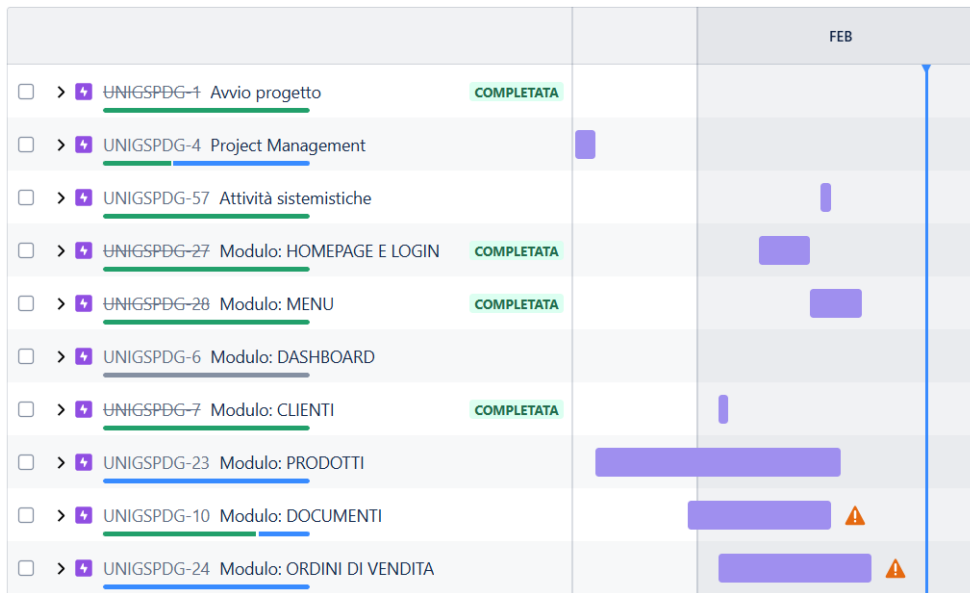 FEB
UNIGSPDG-1 Avvio progetto COMPLETATA
UNIGSPDG-4 Project Management
UNIGSPDG-57 Attività sistemistiche
UNIGSPDG-27 Modulo: HOMEPAGE E LOGIN COMPLETATA
UNIGSPDG-28 Modulo: MENU COMPLETATA
UNIGSPDG-6 Modulo: DASHBOARD
UNIGSPDG-7 Modulo: CLIENTI COMPLETATA
UNIGSPDG-23 Modulo: PRODOTTI
UNIGSPDG-10 Modulo: DOCUMENTI
UNIGSPDG-24 Modulo: ORDINI DI VENDITA